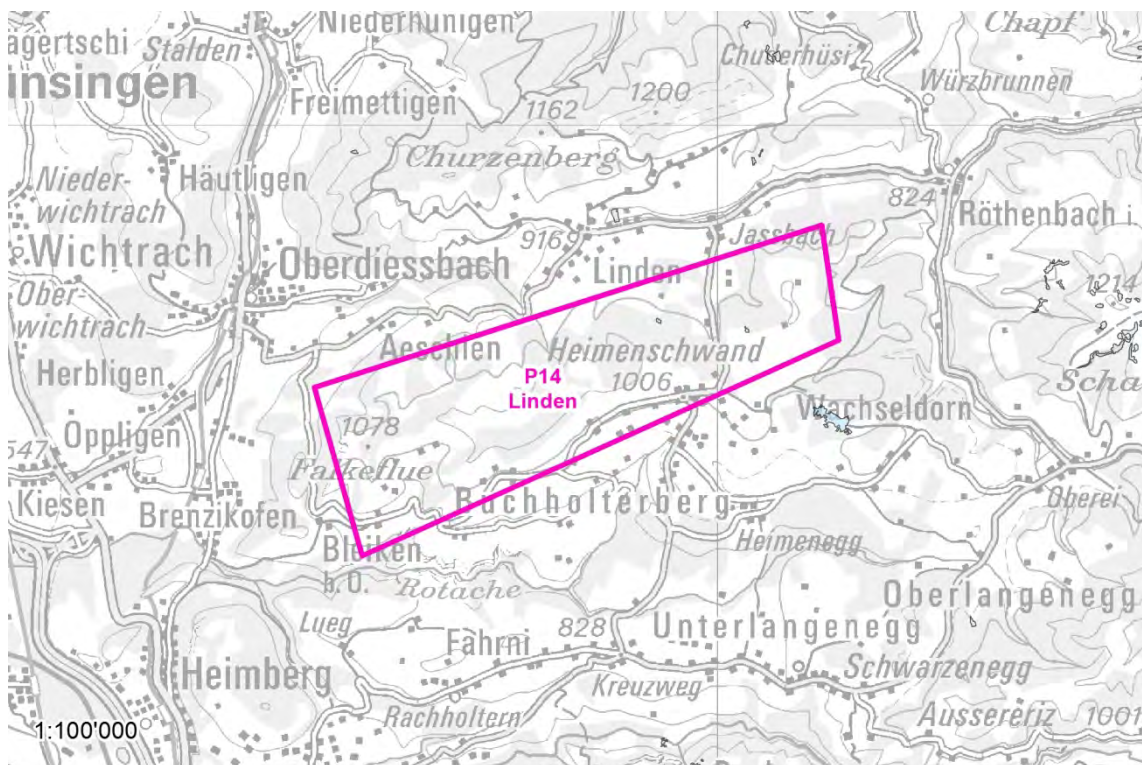 Niederhünigen
Chapf
agertschi
Stalden
Chuderhüsi
ünsingen
Freimettigen
1162
1200
Würzbrunnen
Churzenberg
Nieder-
wichtrach
Häutligen
824
Röthenbach i
Wichtrach
916
Jassbach
Oberdiessbach
Linden
Ober-
wichtrach
1214
Aeschlen
Heimenschwand
Herbligen
P14
Linden
1006
Scha
Wachseldorn
Oppligen
1078
547
Falkeflue
Kiesen
Buchholterberg
Oberei
Brenzikofen
Bleiken
b.O.
Heimenegg
Rotache
Oberlangenegg
Lueg
828
Unterlangenegg
Fahrni
Schwarzenegg
Heimberg
Kreuzweg
Rachholtern
Aussereriz
1001
1:100'000